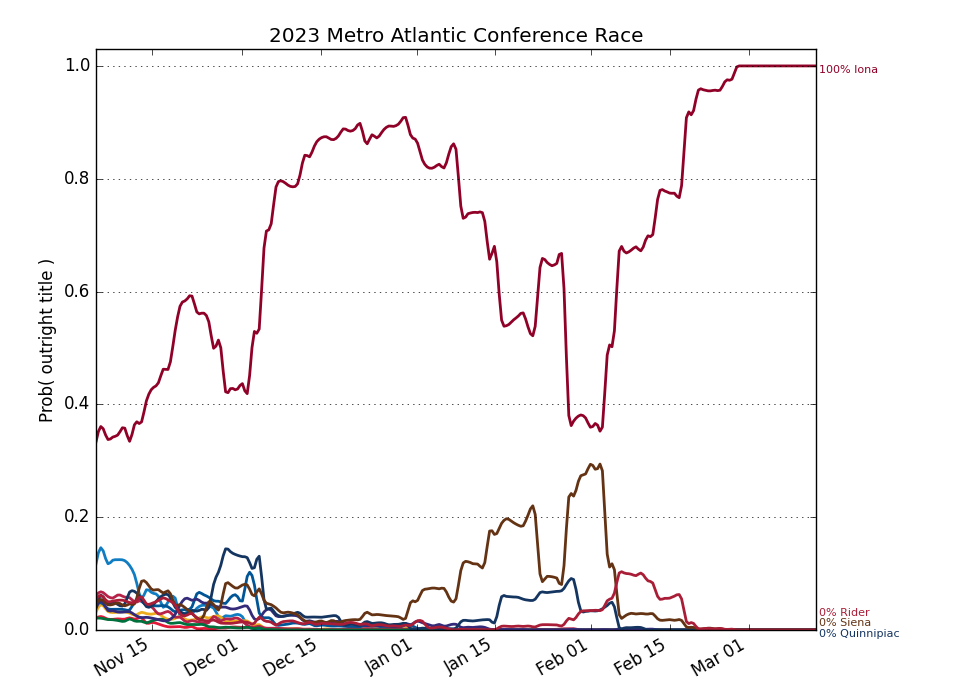 2023 Metro Atlantic Conference Race
1.0
100% Iona
0.8
0.6
Prob( outright title )
0.4
0.2
0% Rider
0% Siena
0.0
0% Quinnipiac
Nov 15
Dec 01
Dec 15
Jan 01
Jan 15
Feb 01
Feb 15
Mar 01